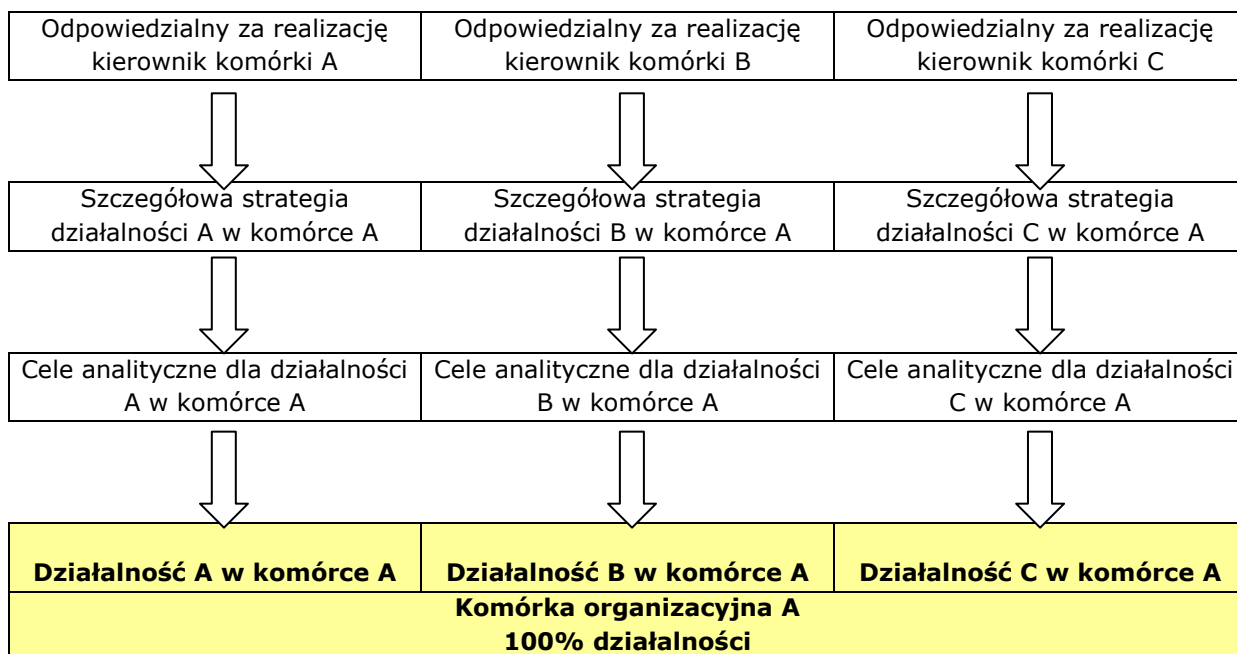 Odpowiedzialny za realizację
kierownik komórki A
Odpowiedzialny za realizację
kierownik komórki B
Odpowiedzialny za realizację
kierownik komórki C
Szczegółowa strategia
działalności A w komórce A
Szczegółowa strategia
działalności B w komórce A
Szczegółowa strategia
działalności C w komórce A
Cele analityczne dla działalności
A w komórce A
Cele analityczne dla działalności
B w komórce A
Cele analityczne dla działalności
C w komórce A
Działalność A w komórce A
Działalność B w komórce A
Działalność C w komórce A
Komórka organizacyjna A
100% działalności